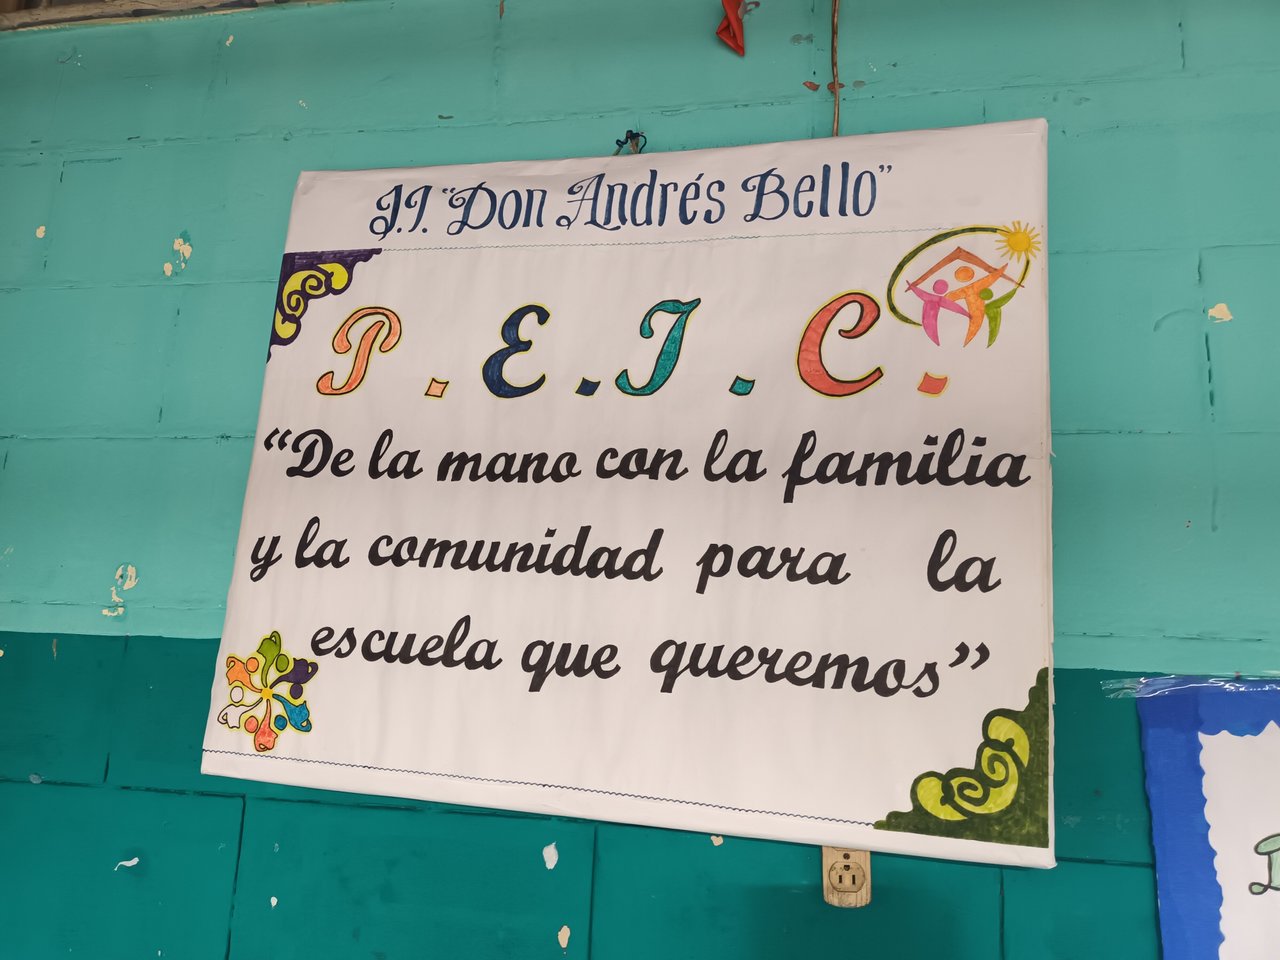 J.I. "Don Andrés Bello"
P.E.I.C.
"De la mano con la familia
y la comunidad para la
escuela que queremos"